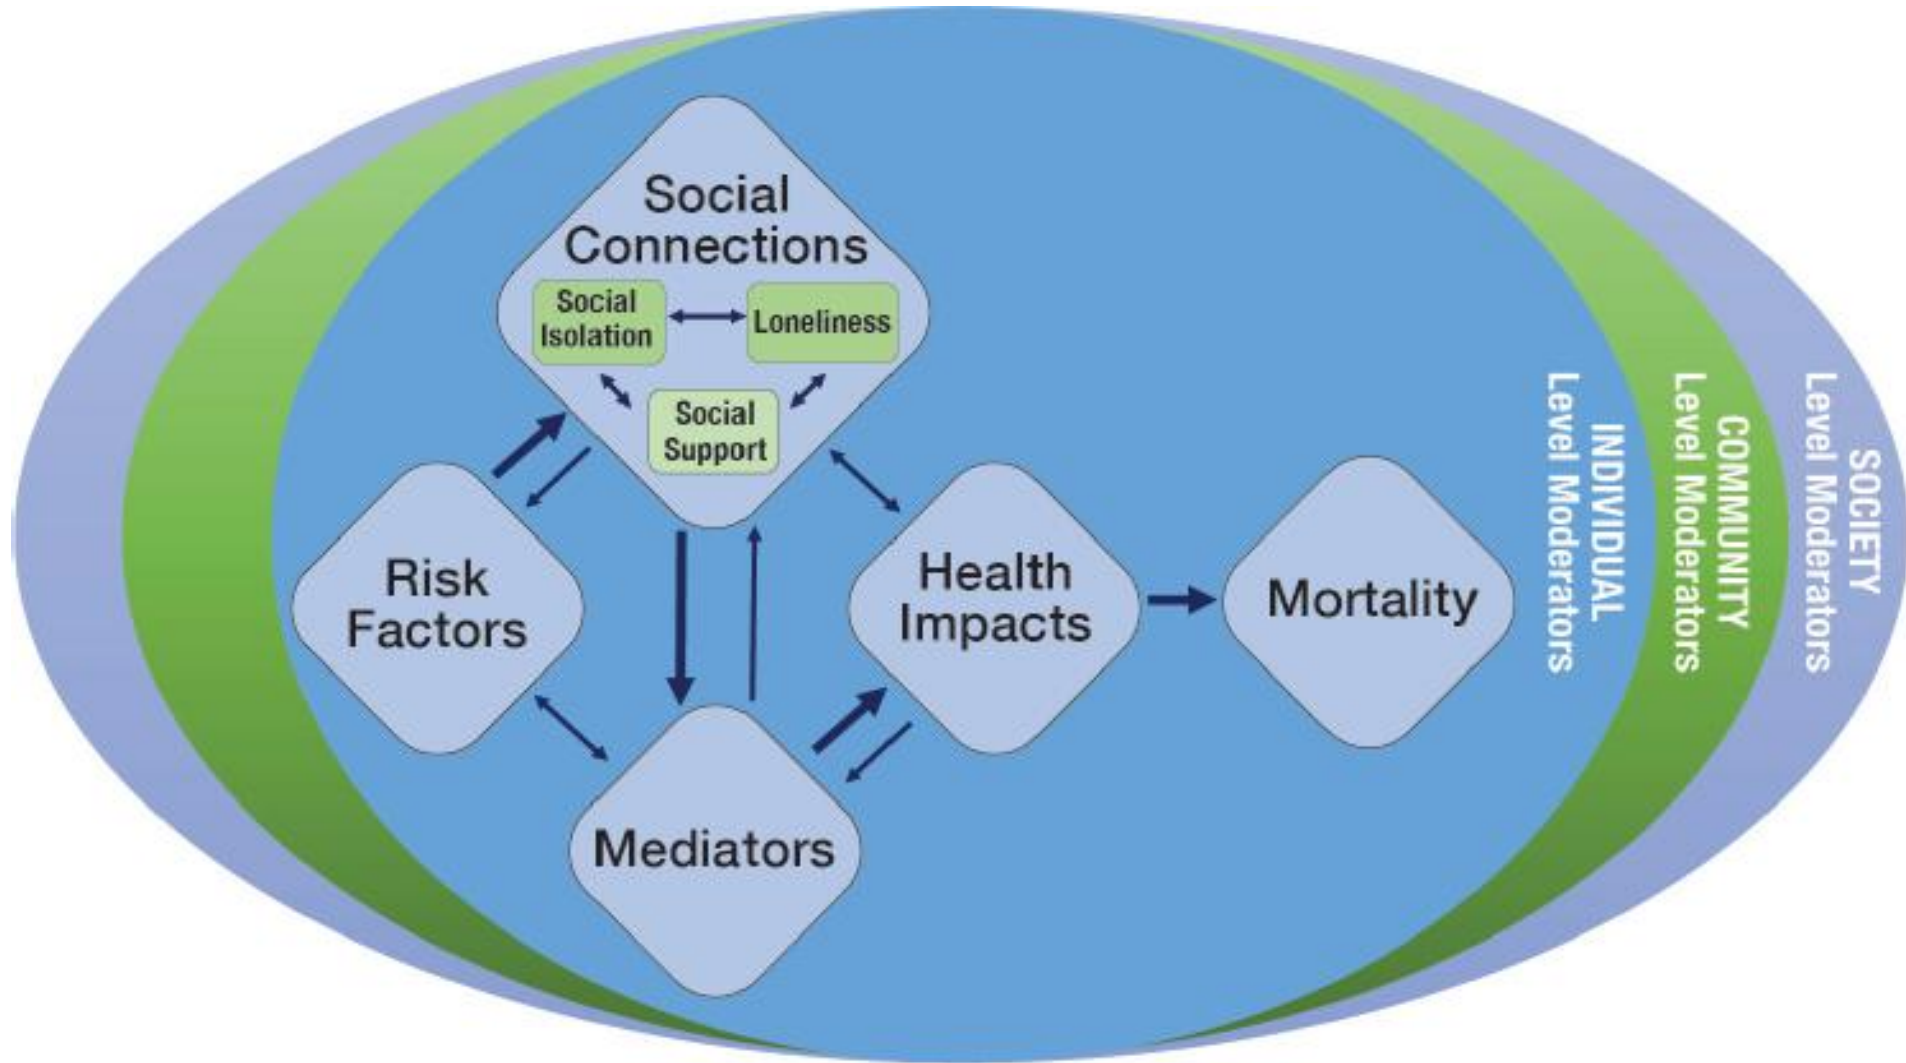 Social
Connections
Social
Isolation
Loneliness
Social
Support
Risk
Factors
Health
Impacts
Mortality
Mediators
INDIVIDUAL
Level Moderators
COMMUNITY
Level Moderators
SOCIETY
Level Moderators